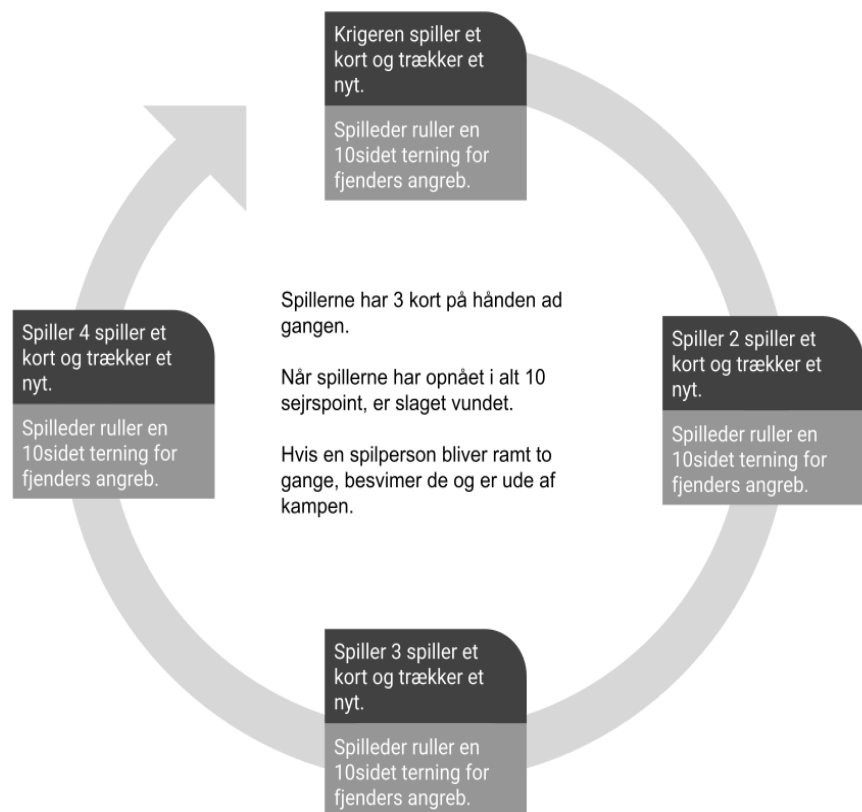 Krigeren spiller et
kort og trækker et
nyt.
Spilleder ruller en
10sidet terning for
fjenders angreb.
Spiller 2 spiller et
kort og trækker et
nyt.
Spilleder ruller en
10sidet terning for
fjenders angreb.
Spiller 3 spiller et
kort og trækker et
nyt.
Spilleder ruller en
10sidet terning for
fjenders angreb.
Spiller 4 spiller et
kort og trækker et
nyt.
Spilleder ruller en
10sidet terning for
fjenders angreb.
Spillerne har 3 kort på hånden ad
gangen.
Når spillerne har opnået i alt 10
sejrspoint, er slaget vundet.
Hvis en spilperson bliver ramt to
gange, besvimer de og er ude af
kampen.